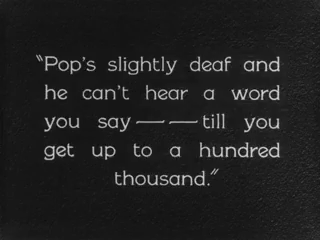 "Pop's slightly deaf and
he can't hear a word
you say — — till you
get up to a hundred
thousand."